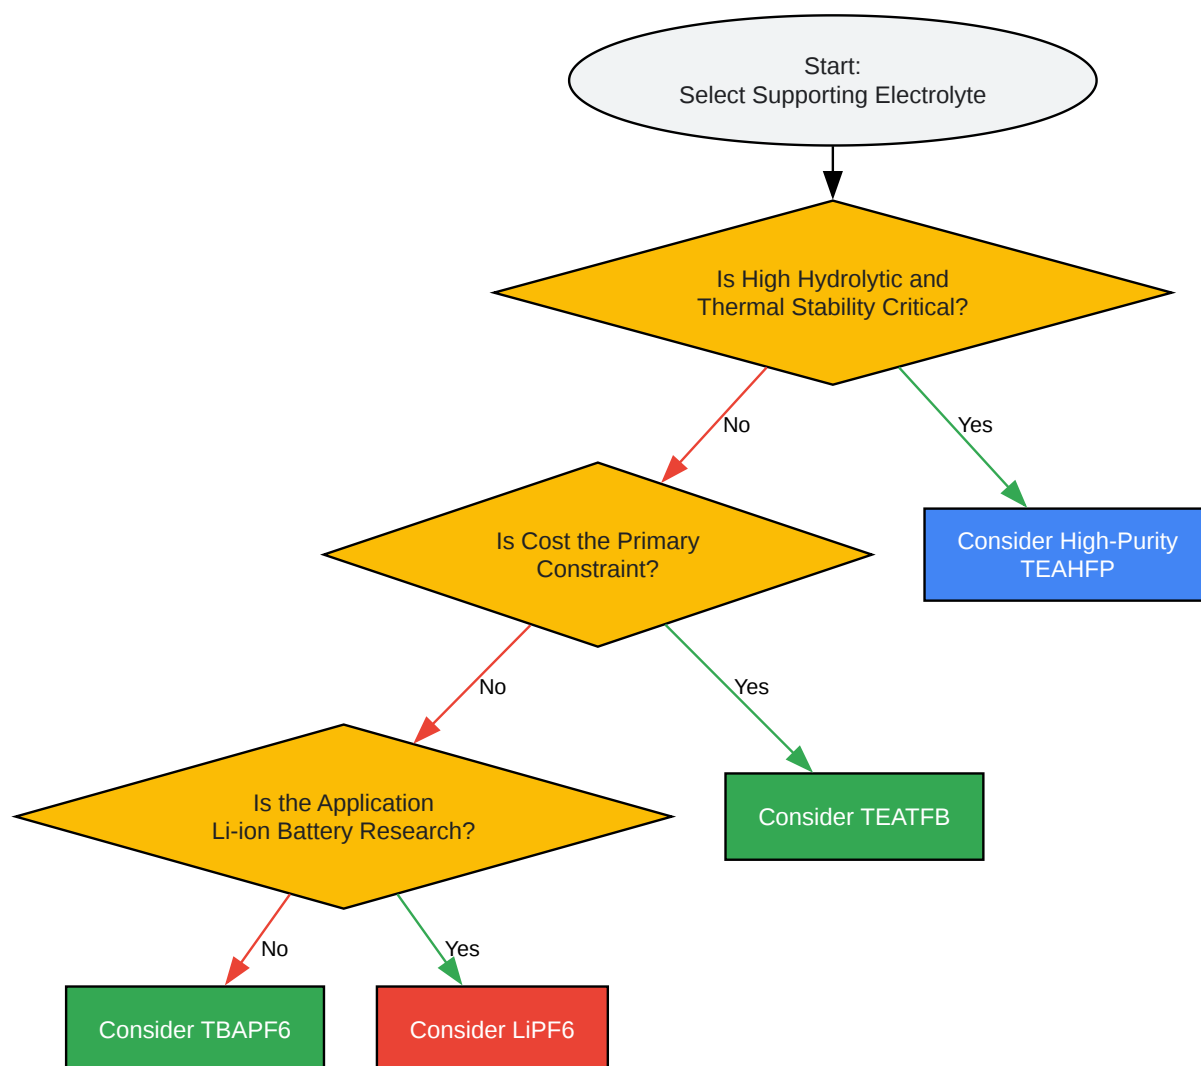 Start:
Select Supporting Electrolyte
Is High Hydrolytic and
Thermal Stability Critical?
No
Yes
Is Cost the Primary
Constraint?
Consider High-Purity
TEAHFP
No
Yes
Is the Application
Li-ion Battery Research?
Consider TEATFB
No
Yes
Consider TBAPF6
Consider LiPF6